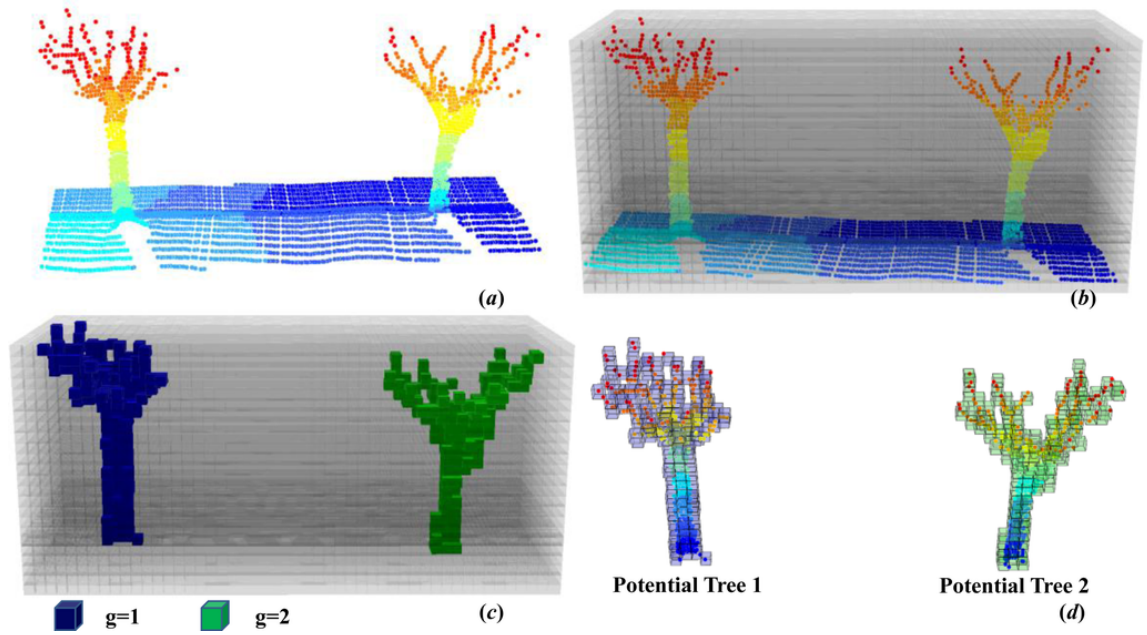 (a)
(b)
Potential Tree 1
Potential Tree 2
g=1
g=2
(c)
(d)